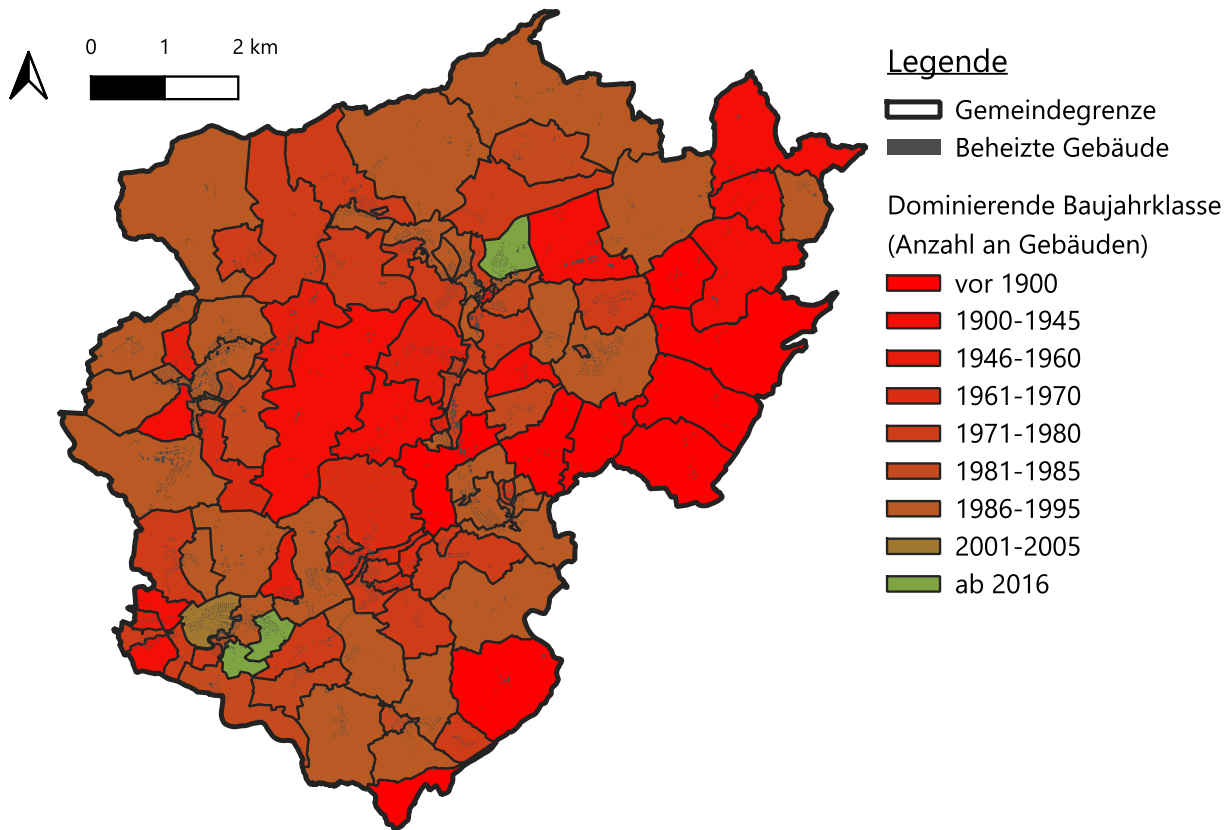 0 1 2 km
Legende
Gemeindegrenze
Beheizte Gebäude
Dominierende Baujahrklasse
(Anzahl an Gebäuden)
vor 1900
1900-1945
1946-1960
1961-1970
1971-1980
1981-1985
1986-1995
2001-2005
ab 2016